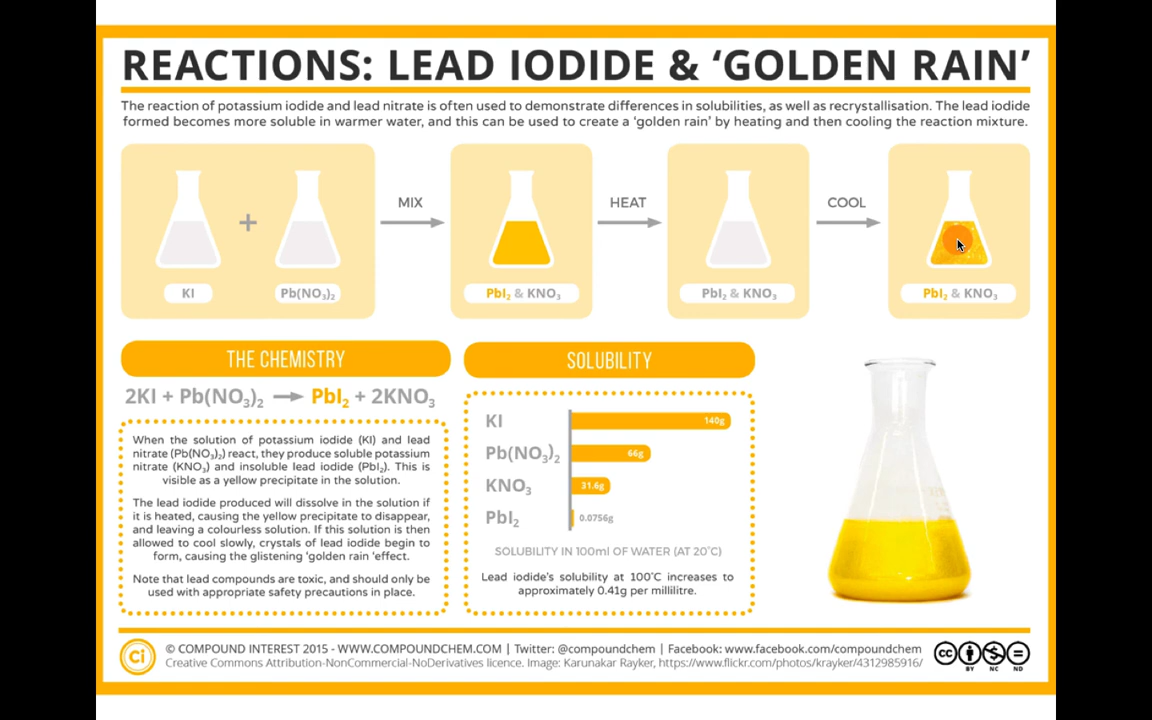 REACTIONS: LEAD IODIDE & ‘GOLDEN RAIN’
The reaction of potassium iodide and lead nitrate is often used to demonstrate differences in solubilities, as well as recrystallisation. The lead iodide
formed becomes more soluble in warmer water, and this can be used to create a ‘golden rain’ by heating and then cooling the reaction mixture.
+
MIX
HEAT
COOL
KI
Pb(NO₃)₂
PbI₂ & KNO₃
PbI₂ & KNO₃
PbI₂ & KNO₃
THE CHEMISTRY
2KI + Pb(NO₃)₂ → PbI₂ + 2KNO₃
When the solution of potassium iodide (KI) and lead
nitrate (Pb(NO₃)₂) react, they produce soluble potassium
nitrate (KNO₃) and insoluble lead iodide (PbI₂). This is
visible as a yellow precipitate in the solution.
The lead iodide produced will dissolve in the solution if
it is heated, causing the yellow precipitate to disappear,
and leaving a colourless solution. If this solution is then
allowed to cool slowly, crystals of lead iodide begin to
form, causing the glistening ‘golden rain ‘effect.
Note that lead compounds are toxic, and should only be
used with appropriate safety precautions in place.
SOLUBILITY
KI 140g
Pb(NO₃)₂ 66g
KNO₃ 31.6g
PbI₂ 0.0756g
SOLUBILITY IN 100ml OF WATER (AT 20°C)
Lead iodide’s solubility at 100°C increases to
approximately 0.41g per millilitre.
Ci
© COMPOUND INTEREST 2015 - WWW.COMPOUNDCHEM.COM | Twitter: @compoundchem | Facebook: www.facebook.com/compoundchem
Creative Commons Attribution-NonCommercial-NoDerivatives licence. Image: Karunakar Rayker, https://www.flickr.com/photos/krayker/4312985916/
cc
BY NC ND